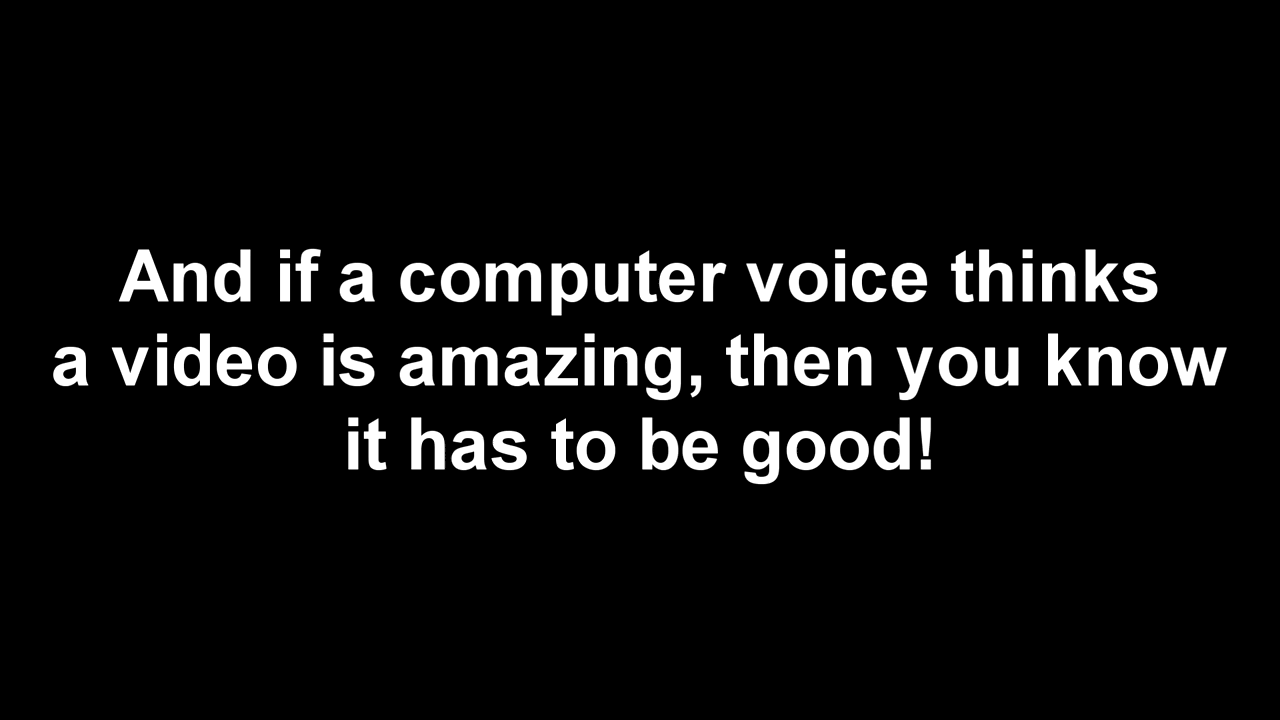 And if a computer voice thinks
a video is amazing, then you know
it has to be good!